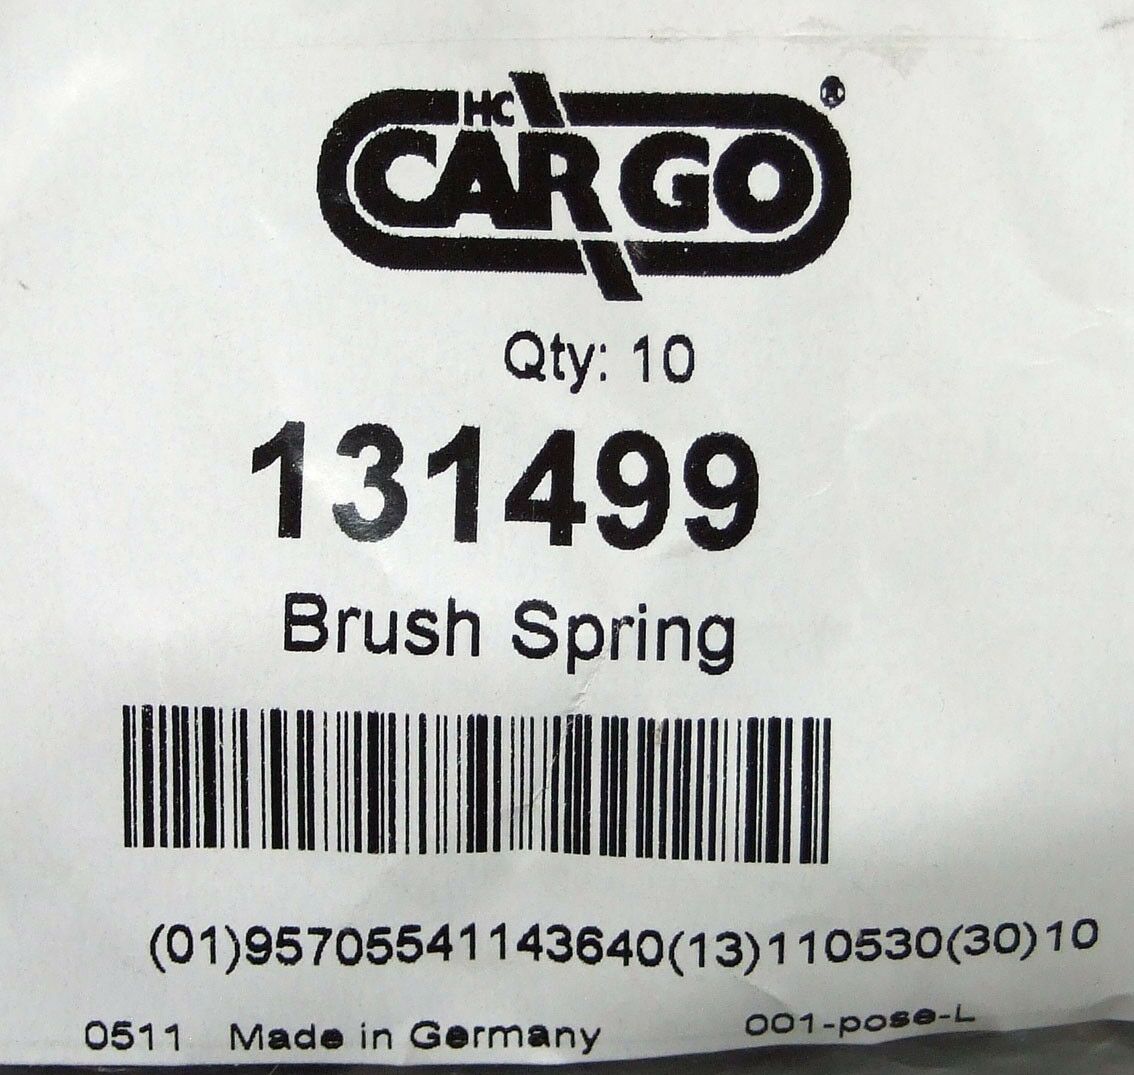 HC
CARGO®
Qty: 10
131499
Brush Spring
(01)95705541143640(13)110530(30)10
0511 Made in Germany 001-pose-L